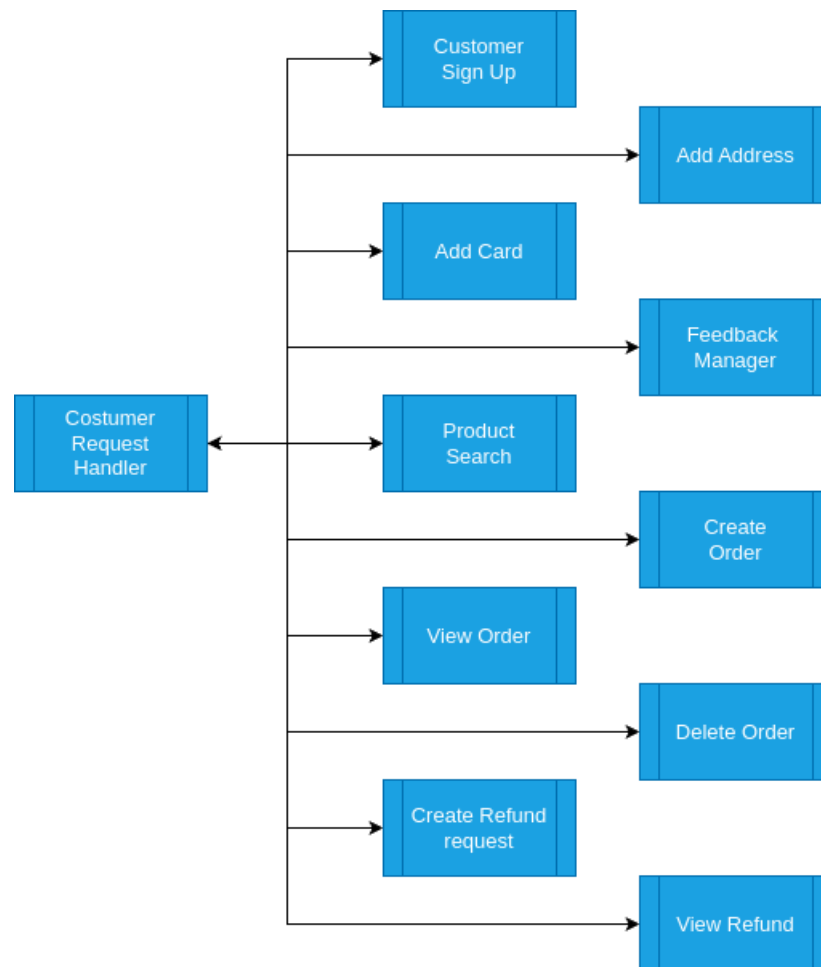 Customer
Sign Up
Add Address
Add Card
Feedback
Manager
Costumer
Request
Handler
Product
Search
Create
Order
View Order
Delete Order
Create Refund
request
View Refund